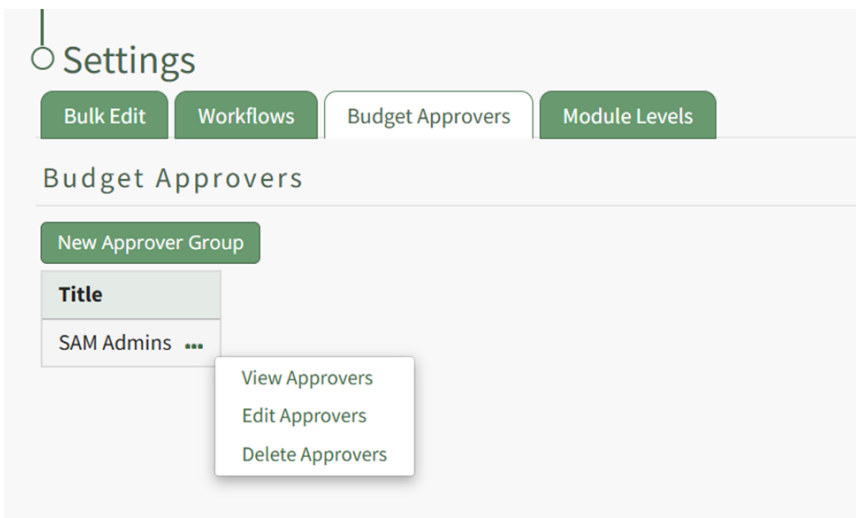 Settings
Bulk Edit Workflows Budget Approvers Module Levels
Budget Approvers
New Approver Group
Title
SAM Admins
View Approvers
Edit Approvers
Delete Approvers